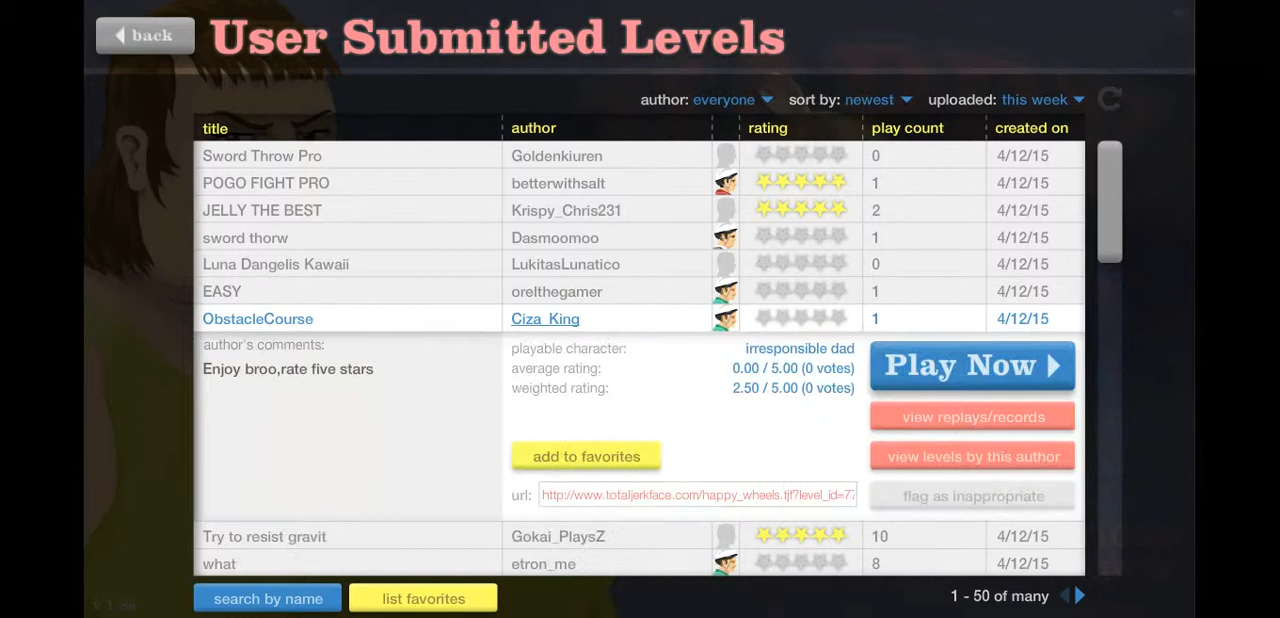 back
User Submitted Levels
author: everyone sort by: newest uploaded: this week
title author rating play count created on
Sword Throw Pro Goldenkiuren 0 4/12/15
POGO FIGHT PRO betterwithsalt 1 4/12/15
JELLY THE BEST Krispy_Chris231 2 4/12/15
sword thorw Dasmoomoo 1 4/12/15
Luna Dangelis Kawaii LukitasLunatico 0 4/12/15
EASY orelthegamer 1 4/12/15
ObstacleCourse Ciza_King 1 4/12/15
author's comments:
Enjoy broo,rate five stars
playable character: irresponsible dad
average rating: 0.00 / 5.00 (0 votes)
weighted rating: 2.50 / 5.00 (0 votes)
add to favorites
url: http://www.totaljerkface.com/happy_wheels.tjf?level_id=77
Play Now
view replays/records
view levels by this author
flag as inappropriate
Try to resist gravit Gokai_PlaysZ 10 4/12/15
what etron_me 8 4/12/15
search by name list favorites 1 - 50 of many